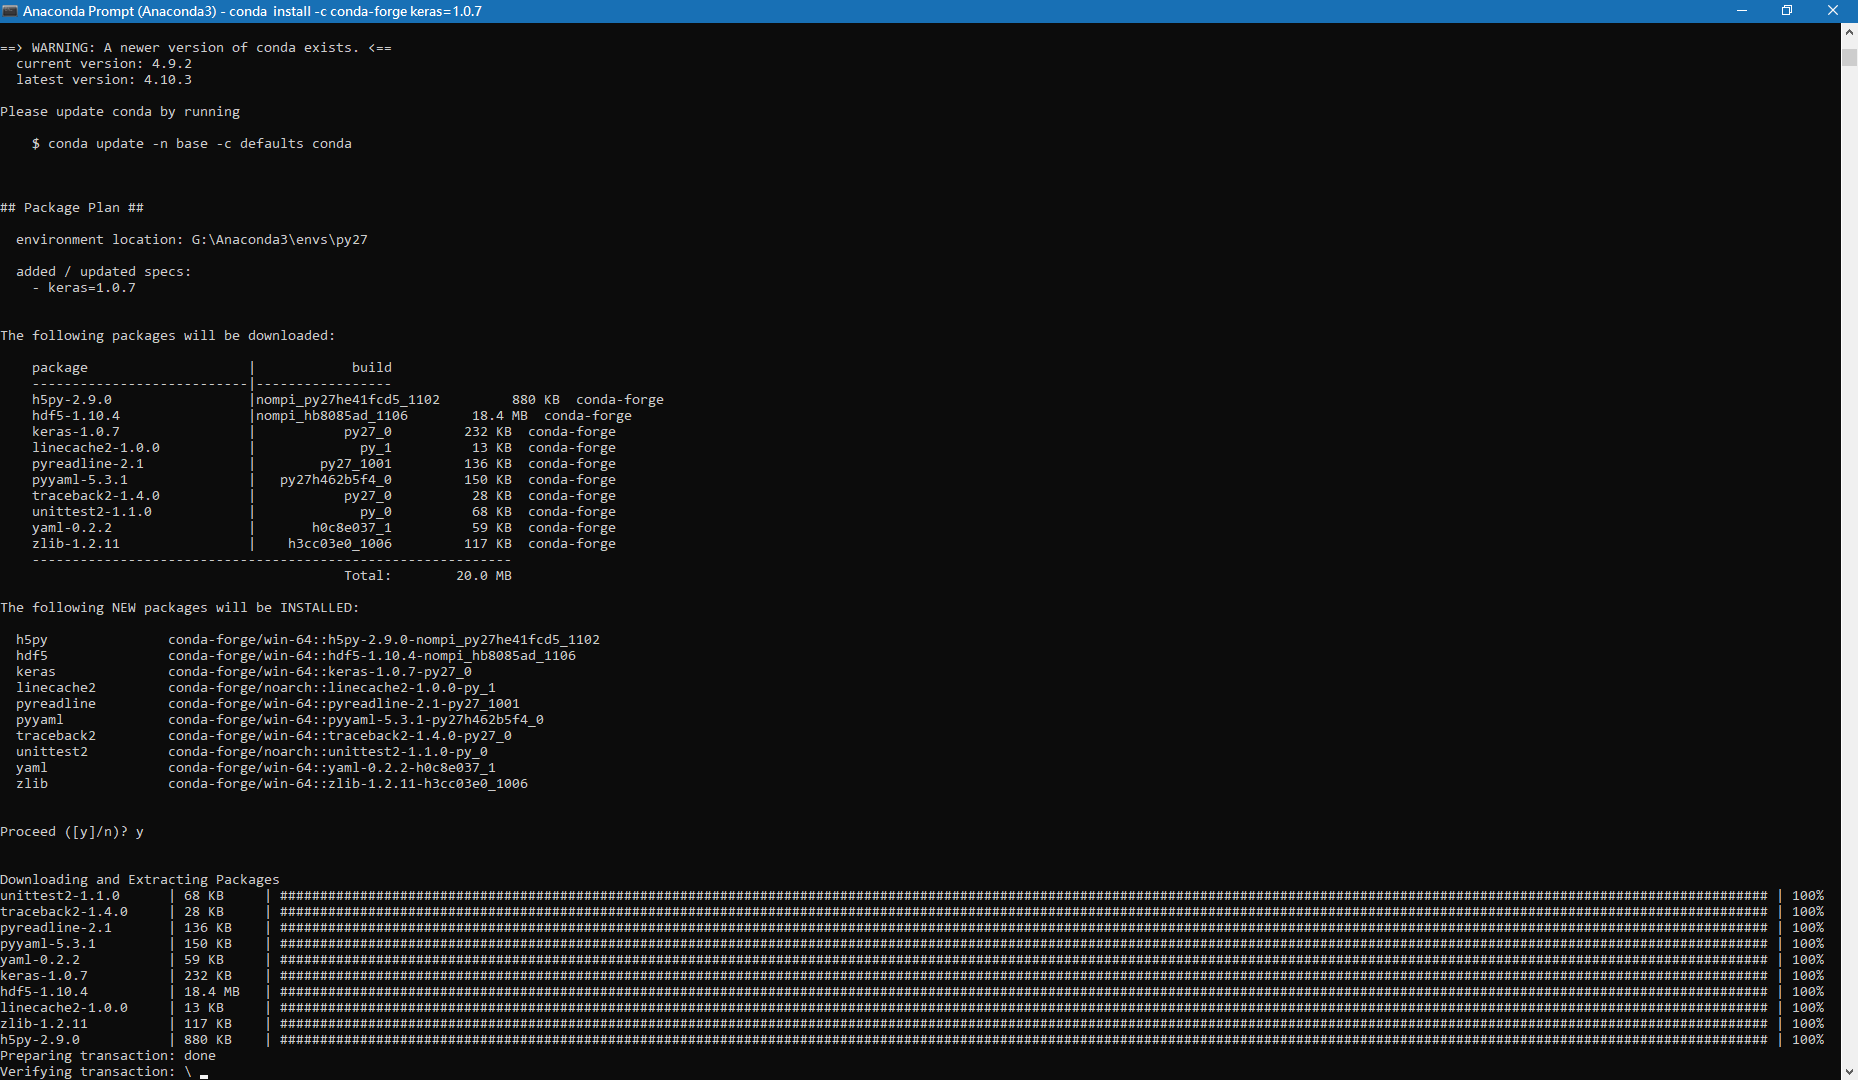 Anaconda Prompt (Anaconda3) - conda  install -c conda-forge keras=1.0.7
==> WARNING: A newer version of conda exists. <==
  current version: 4.9.2
  latest version: 4.10.3
Please update conda by running
    $ conda update -n base -c defaults conda
## Package Plan ##
  environment location: G:\Anaconda3\envs\py27
  added / updated specs:
    - keras=1.0.7
The following packages will be downloaded:
    package                    |            build
    ---------------------------|-----------------
    h5py-2.9.0                 |nompi_py27he41fcd5_1102         880 KB  conda-forge
    hdf5-1.10.4                |nompi_hb8085ad_1106        18.4 MB  conda-forge
    keras-1.0.7                |           py27_0         232 KB  conda-forge
    linecache2-1.0.0           |             py_1          13 KB  conda-forge
    pyreadline-2.1             |        py27_1001         136 KB  conda-forge
    pyyaml-5.3.1               |   py27h462b5f4_0         150 KB  conda-forge
    traceback2-1.4.0           |           py27_0          28 KB  conda-forge
    unittest2-1.1.0            |             py_0          68 KB  conda-forge
    yaml-0.2.2                 |       h0c8e037_1          59 KB  conda-forge
    zlib-1.2.11                |    h3cc03e0_1006         117 KB  conda-forge
    ------------------------------------------------------------
                                           Total:        20.0 MB
The following NEW packages will be INSTALLED:
  h5py               conda-forge/win-64::h5py-2.9.0-nompi_py27he41fcd5_1102
  hdf5               conda-forge/win-64::hdf5-1.10.4-nompi_hb8085ad_1106
  keras              conda-forge/win-64::keras-1.0.7-py27_0
  linecache2         conda-forge/noarch::linecache2-1.0.0-py_1
  pyreadline         conda-forge/win-64::pyreadline-2.1-py27_1001
  pyyaml             conda-forge/win-64::pyyaml-5.3.1-py27h462b5f4_0
  traceback2         conda-forge/win-64::traceback2-1.4.0-py27_0
  unittest2          conda-forge/noarch::unittest2-1.1.0-py_0
  yaml               conda-forge/win-64::yaml-0.2.2-h0c8e037_1
  zlib               conda-forge/win-64::zlib-1.2.11-h3cc03e0_1006
Proceed ([y]/n)? y
Downloading and Extracting Packages
unittest2-1.1.0      | 68 KB     | ########## | 100%
traceback2-1.4.0     | 28 KB     | ########## | 100%
pyreadline-2.1       | 136 KB    | ########## | 100%
pyyaml-5.3.1         | 150 KB    | ########## | 100%
yaml-0.2.2           | 59 KB     | ########## | 100%
keras-1.0.7          | 232 KB    | ########## | 100%
hdf5-1.10.4          | 18.4 MB   | ########## | 100%
linecache2-1.0.0     | 13 KB     | ########## | 100%
zlib-1.2.11          | 117 KB    | ########## | 100%
h5py-2.9.0           | 880 KB    | ########## | 100%
Preparing transaction: done
Verifying transaction: \